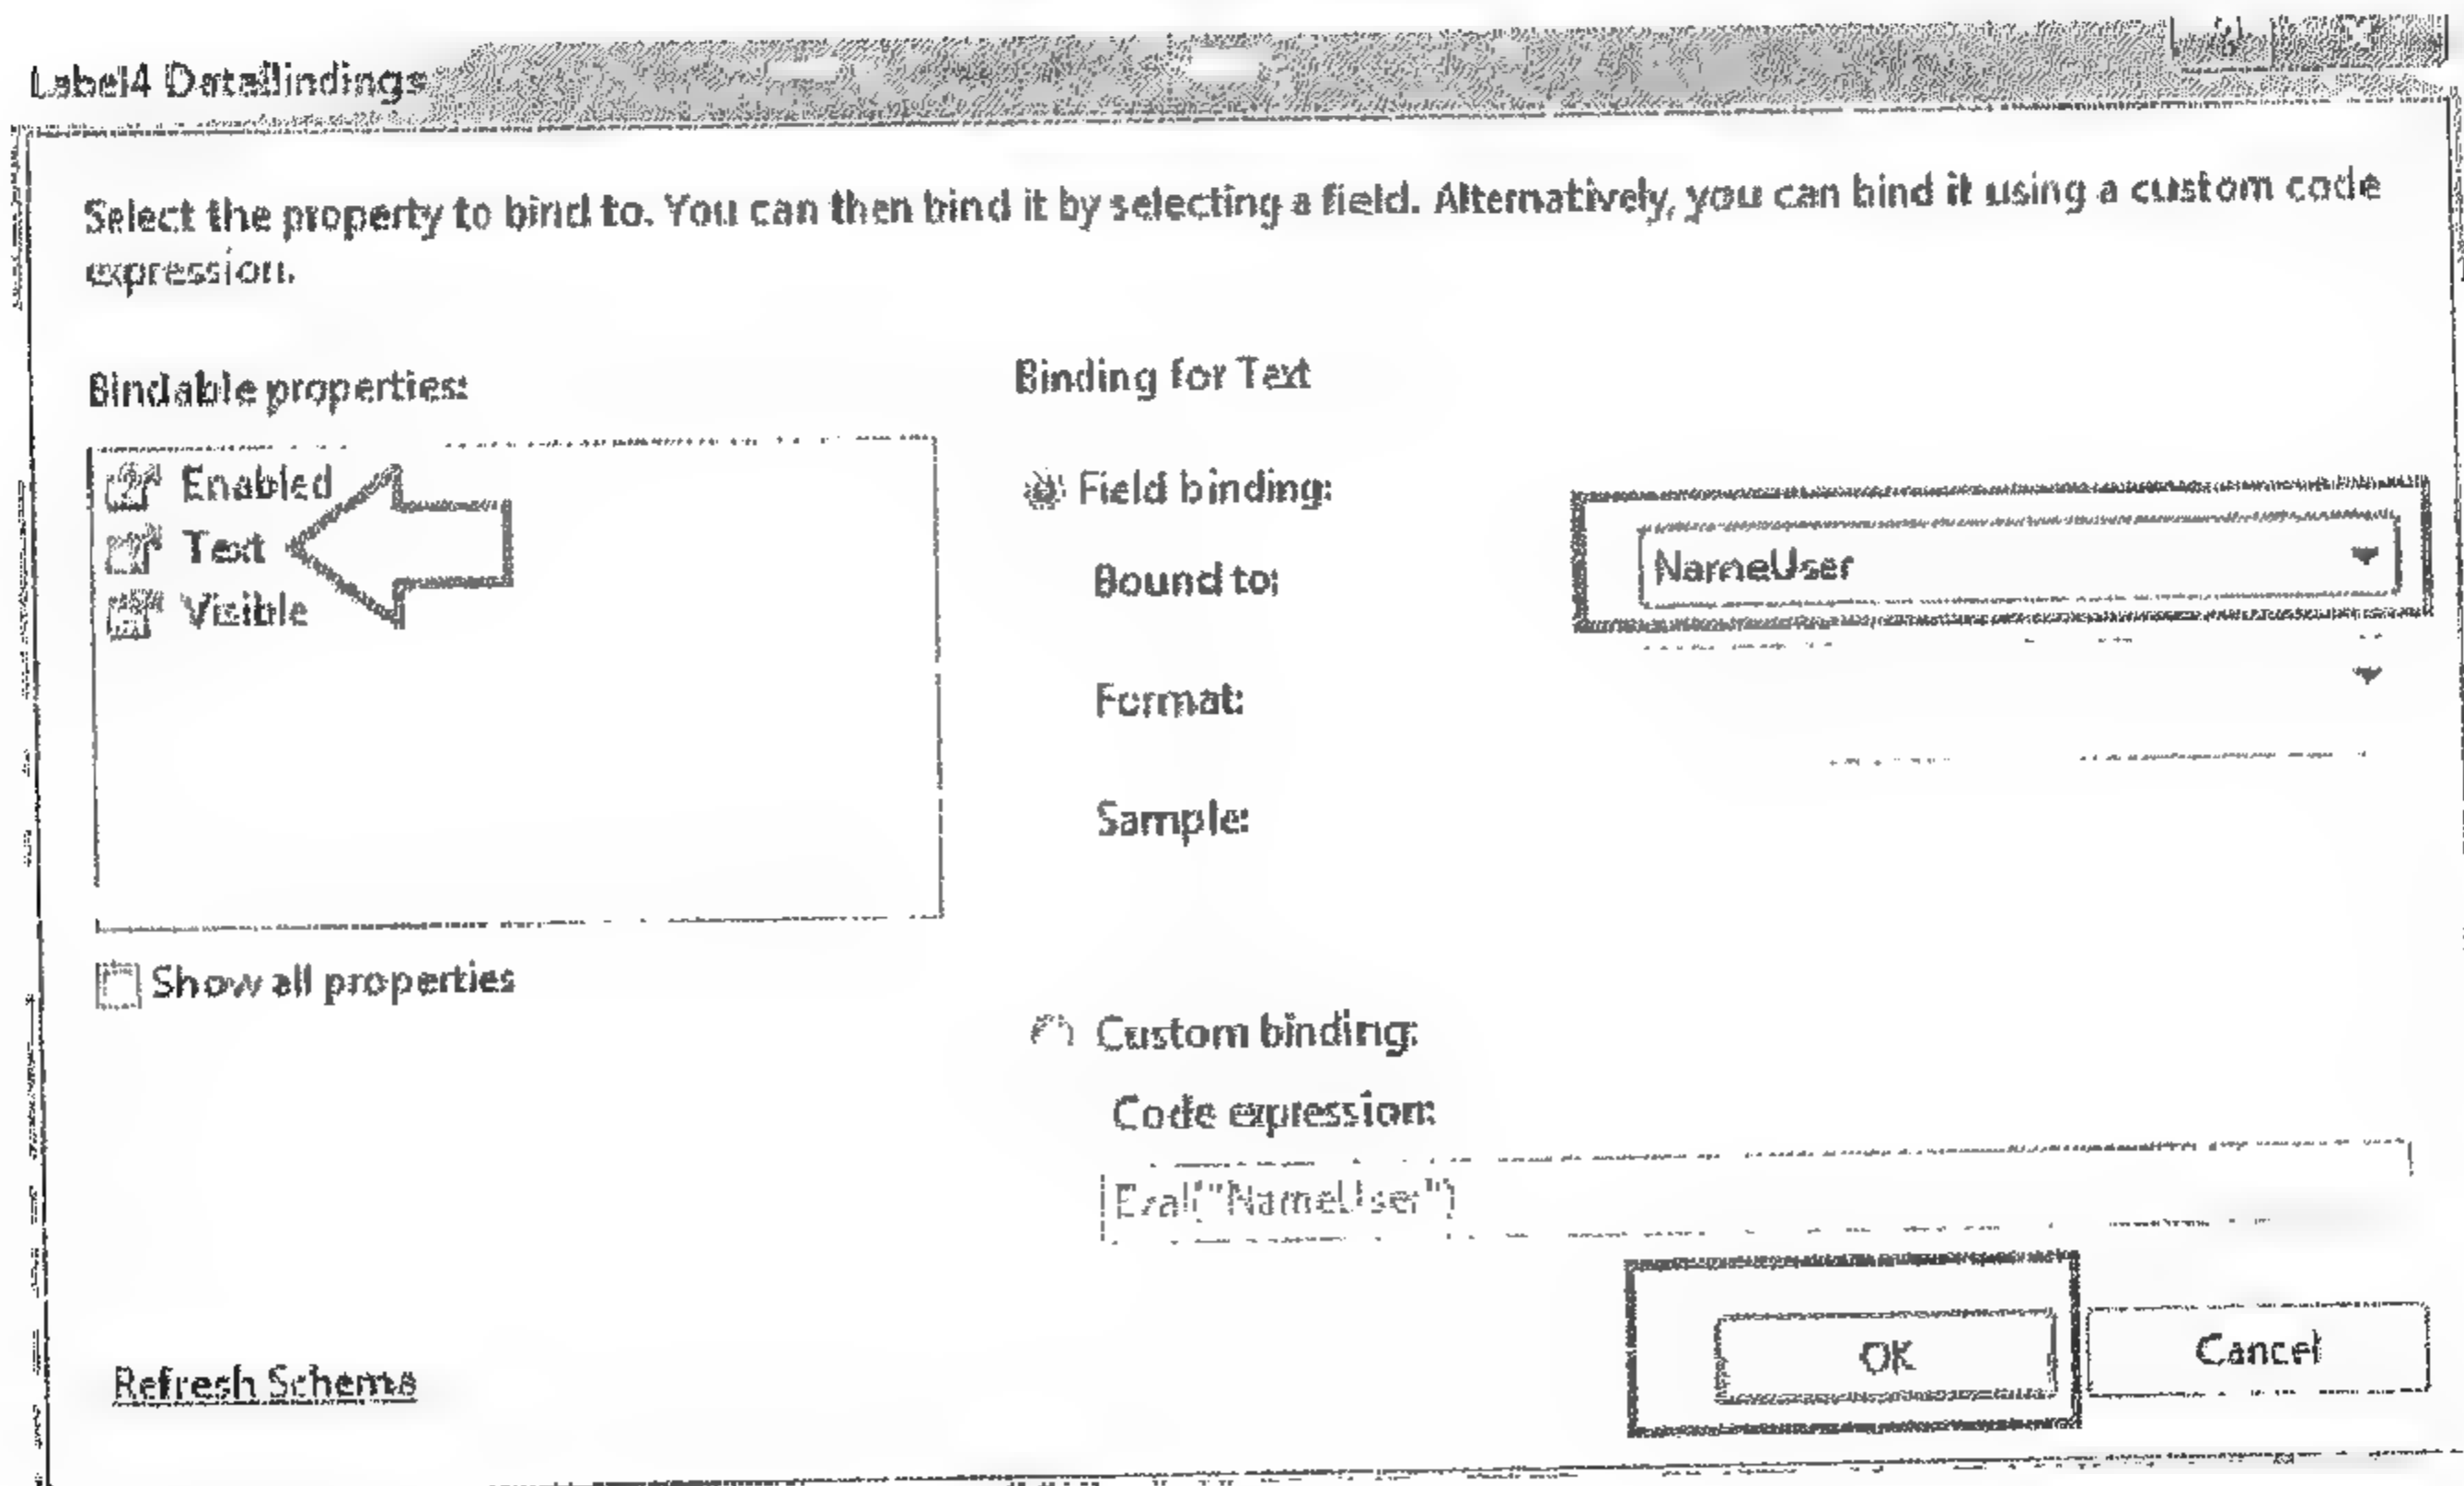 Label4 DataBindings
Select the property to bind to. You can then bind it by selecting a field. Alternatively, you can bind it using a custom code
expression.
Bindable properties:
Enabled
Text
Visible
Show all properties
Refresh Schema
Binding for Text
Field binding:
Bound to:
NameUser
Format:
Sample:
Custom binding:
Code expression:
Eval("NameUser")
OK
Cancel